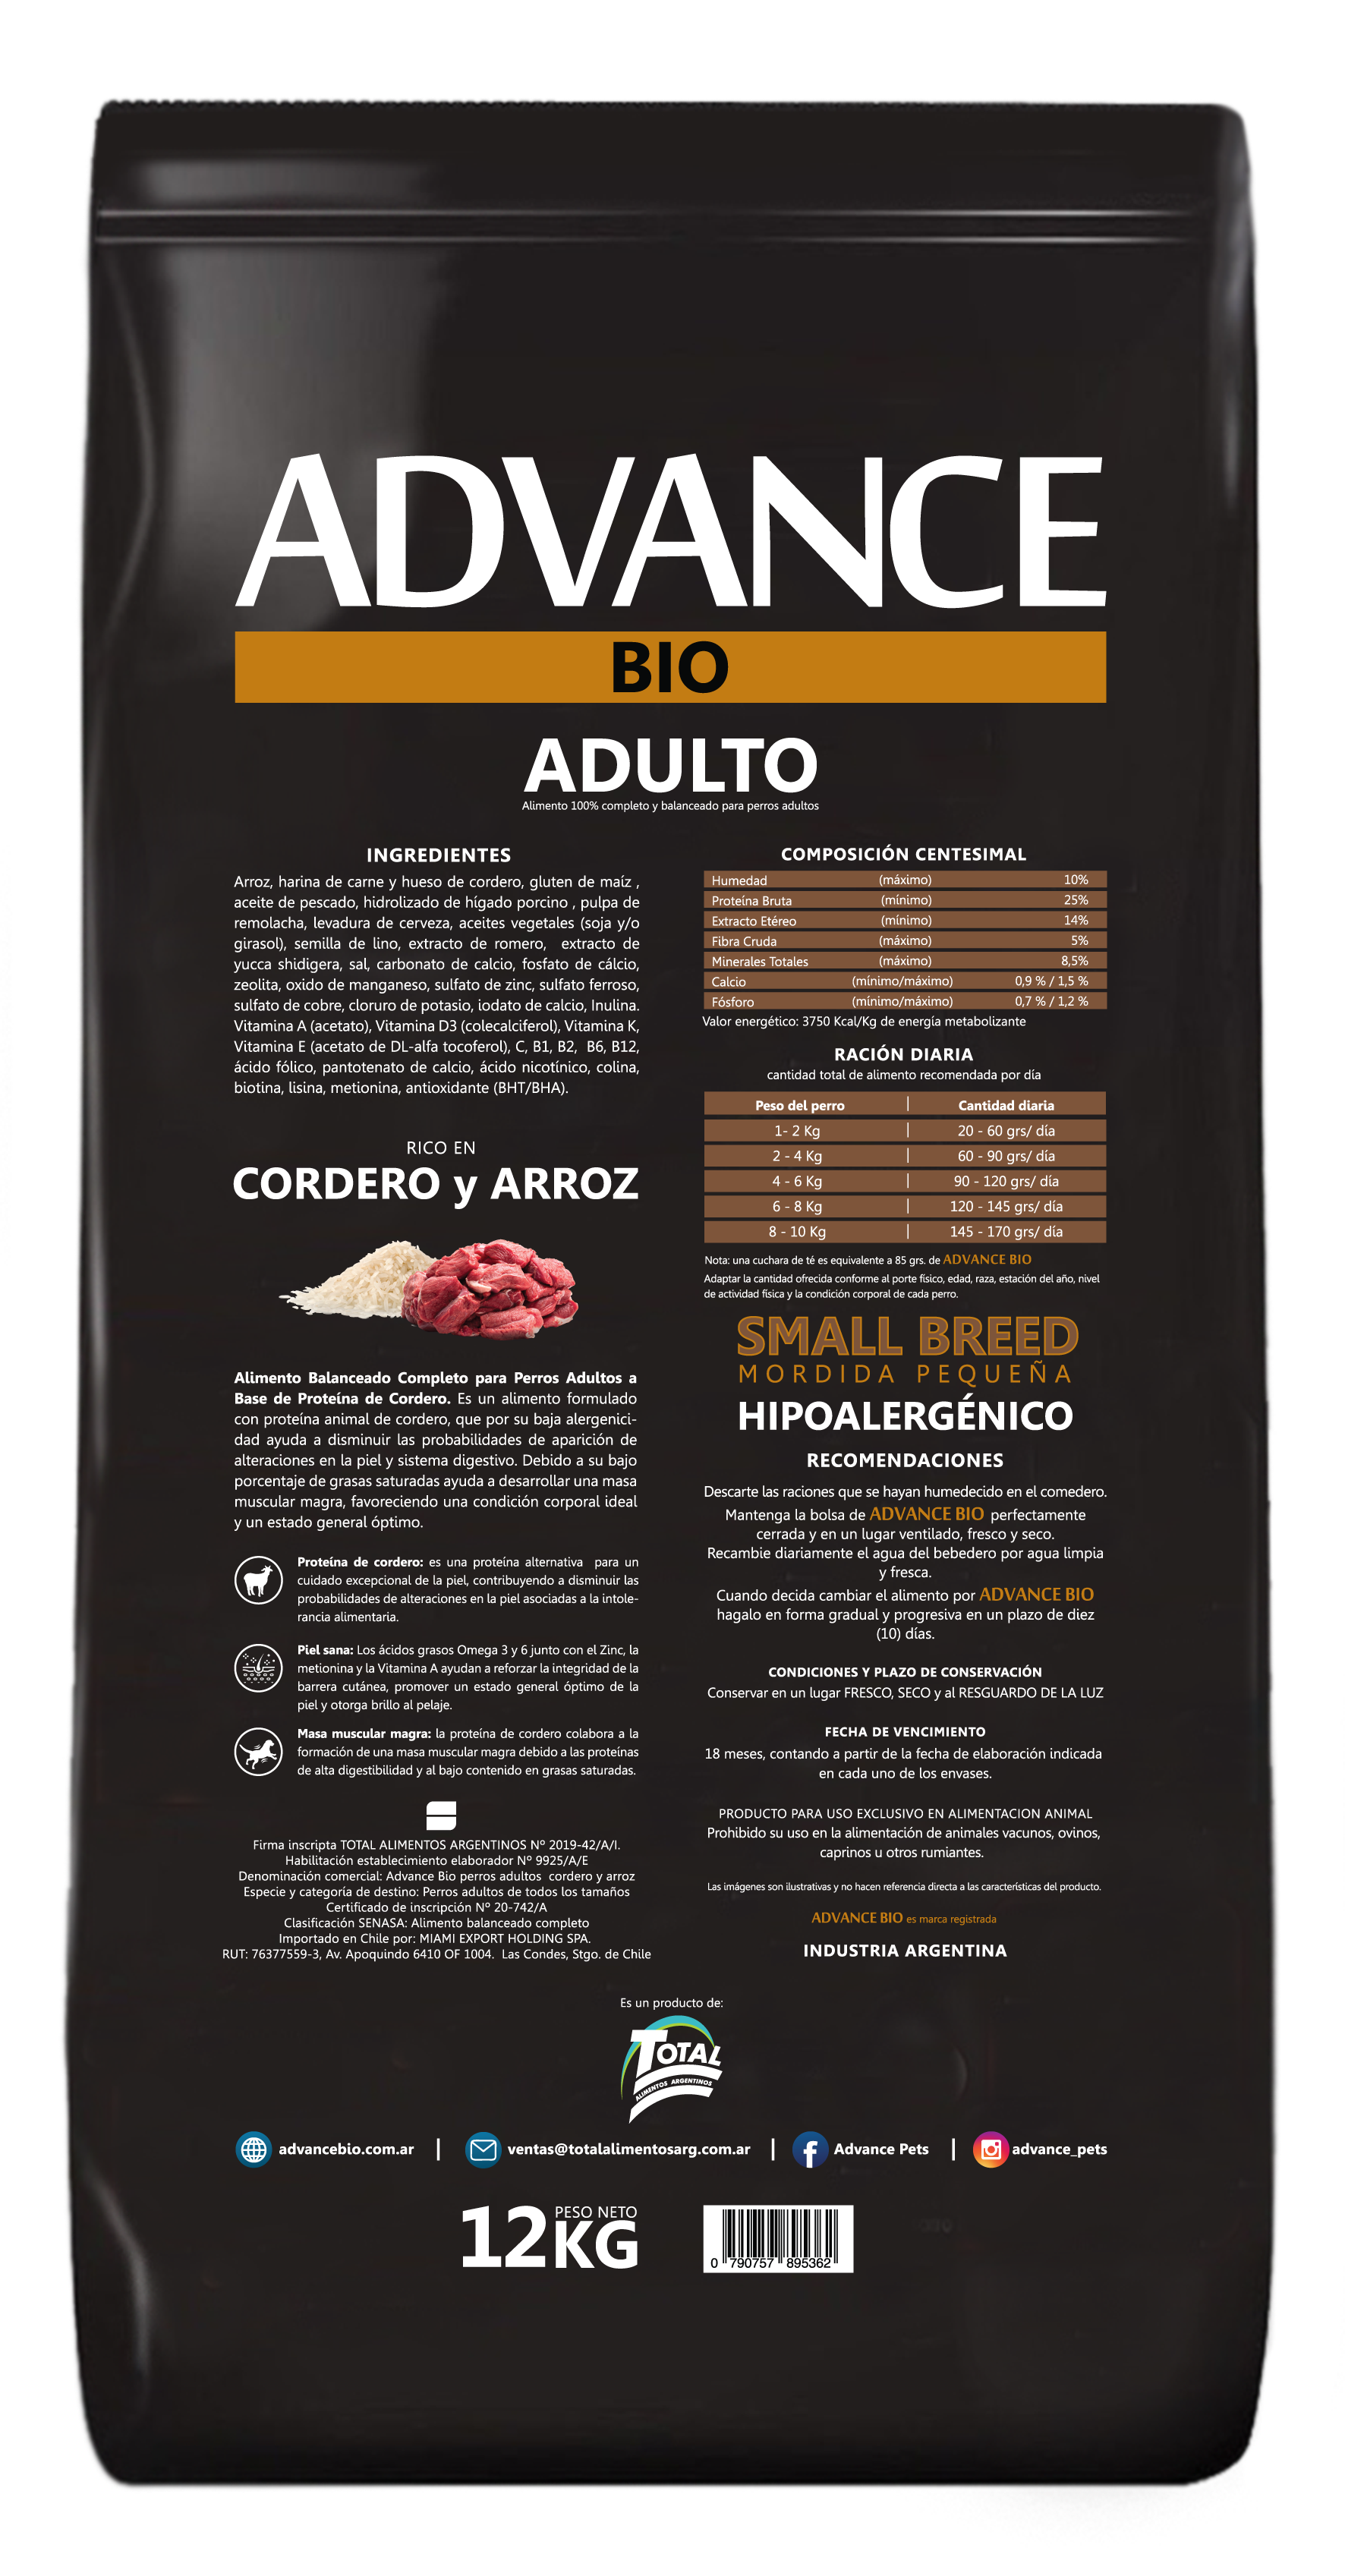 ADVANCE
BIO
ADULTO
Alimento 100% completo y balanceado para perros adultos
INGREDIENTES
Arroz, harina de carne y hueso de cordero, gluten de maíz ,
aceite de pescado, hidrolizado de hígado porcino , pulpa de
remolacha, levadura de cerveza, aceites vegetales (soja y/o
girasol), semilla de lino, extracto de romero, extracto de
yucca shidigera, sal, carbonato de calcio, fosfato de cálcio,
zeolita, oxido de manganeso, sulfato de zinc, sulfato ferroso,
sulfato de cobre, cloruro de potasio, iodato de calcio, Inulina.
Vitamina A (acetato), Vitamina D3 (colecalciferol), Vitamina K,
Vitamina E (acetato de DL-alfa tocoferol), C, B1, B2, B6, B12,
ácido fólico, pantotenato de calcio, ácido nicotínico, colina,
biotina, lisina, metionina, antioxidante (BHT/BHA).
RICO EN
CORDERO y ARROZ
Alimento Balanceado Completo para Perros Adultos a
Base de Proteína de Cordero. Es un alimento formulado
con proteína animal de cordero, que por su baja alergenici-
dad ayuda a disminuir las probabilidades de aparición de
alteraciones en la piel y sistema digestivo. Debido a su bajo
porcentaje de grasas saturadas ayuda a desarrollar una masa
muscular magra, favoreciendo una condición corporal ideal
y un estado general óptimo.
Proteína de cordero: es una proteína alternativa para un
cuidado excepcional de la piel, contribuyendo a disminuir las
probabilidades de alteraciones en la piel asociadas a la intole-
rancia alimentaria.
Piel sana: Los ácidos grasos Omega 3 y 6 junto con el Zinc, la
metionina y la Vitamina A ayudan a reforzar la integridad de la
barrera cutánea, promover un estado general óptimo de la
piel y otorga brillo al pelaje.
Masa muscular magra: la proteína de cordero colabora a la
formación de una masa muscular magra debido a las proteínas
de alta digestibilidad y al bajo contenido en grasas saturadas.
Firma inscripta TOTAL ALIMENTOS ARGENTINOS Nº 2019-42/A/I.
Habilitación establecimiento elaborador Nº 9925/A/E
Denominación comercial: Advance Bio perros adultos cordero y arroz
Especie y categoría de destino: Perros adultos de todos los tamaños
Certificado de inscripción Nº 20-742/A
Clasificación SENASA: Alimento balanceado completo
Importado en Chile por: MIAMI EXPORT HOLDING SPA.
RUT: 76377559-3, Av. Apoquindo 6410 OF 1004. Las Condes, Stgo. de Chile
COMPOSICIÓN CENTESIMAL
Humedad (máximo) 10%
Proteína Bruta (mínimo) 25%
Extracto Etéreo (mínimo) 14%
Fibra Cruda (máximo) 5%
Minerales Totales (máximo) 8,5%
Calcio (mínimo/máximo) 0,9 % / 1,5 %
Fósforo (mínimo/máximo) 0,7 % / 1,2 %
Valor energético: 3750 Kcal/Kg de energía metabolizante
RACIÓN DIARIA
cantidad total de alimento recomendada por día
Peso del perro | Cantidad diaria
1- 2 Kg | 20 - 60 grs/ día
2 - 4 Kg | 60 - 90 grs/ día
4 - 6 Kg | 90 - 120 grs/ día
6 - 8 Kg | 120 - 145 grs/ día
8 - 10 Kg | 145 - 170 grs/ día
Nota: una cuchara de té es equivalente a 85 grs. de ADVANCE BIO
Adaptar la cantidad ofrecida conforme al porte físico, edad, raza, estación del año, nivel
de actividad física y la condición corporal de cada perro.
SMALL BREED
MORDIDA PEQUEÑA
HIPOALERGÉNICO
RECOMENDACIONES
Descarte las raciones que se hayan humedecido en el comedero.
Mantenga la bolsa de ADVANCE BIO perfectamente
cerrada y en un lugar ventilado, fresco y seco.
Recambie diariamente el agua del bebedero por agua limpia
y fresca.
Cuando decida cambiar el alimento por ADVANCE BIO
hagalo en forma gradual y progresiva en un plazo de diez
(10) días.
CONDICIONES Y PLAZO DE CONSERVACIÓN
Conservar en un lugar FRESCO, SECO y al RESGUARDO DE LA LUZ
FECHA DE VENCIMIENTO
18 meses, contando a partir de la fecha de elaboración indicada
en cada uno de los envases.
PRODUCTO PARA USO EXCLUSIVO EN ALIMENTACION ANIMAL
Prohibido su uso en la alimentación de animales vacunos, ovinos,
caprinos u otros rumiantes.
Las imágenes son ilustrativas y no hacen referencia directa a las características del producto.
ADVANCE BIO es marca registrada
INDUSTRIA ARGENTINA
Es un producto de:
TOTAL
ALIMENTOS ARGENTINOS
advancebio.com.ar | ventas@totalalimentosarg.com.ar | Advance Pets | advance_pets
12KG PESO NETO
0 790757 895362